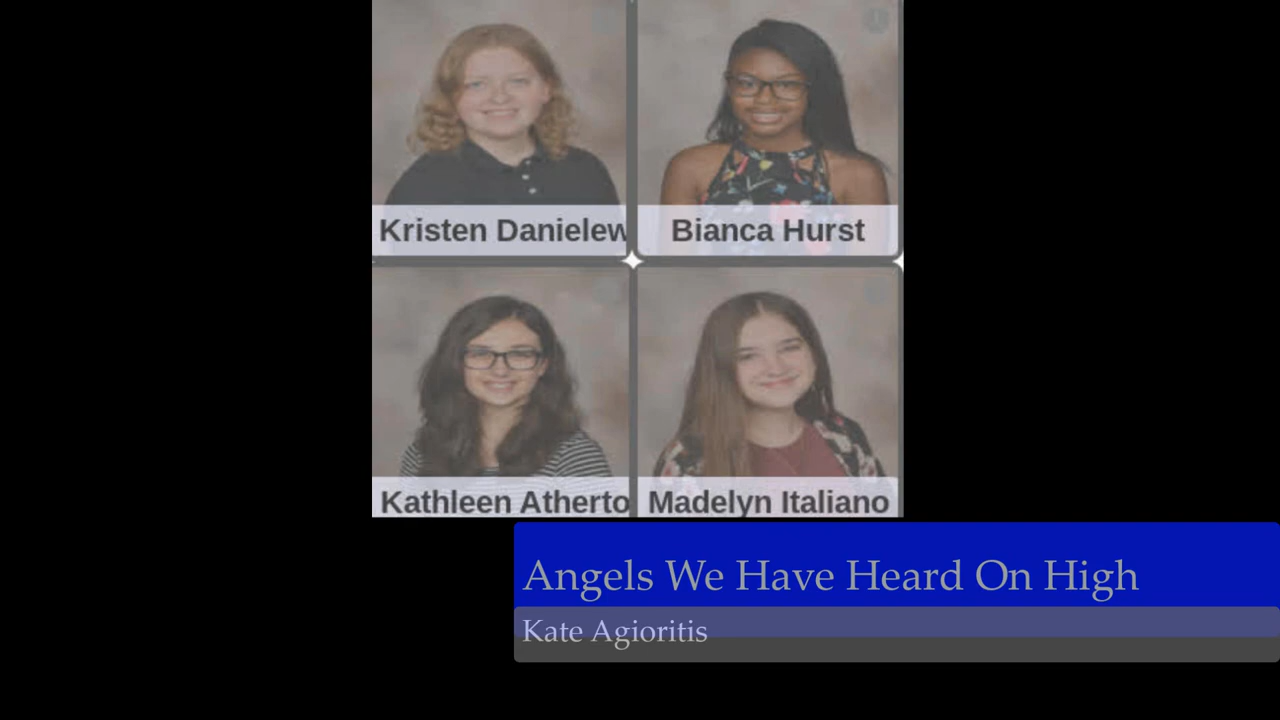 Kristen Danielew
Bianca Hurst
Kathleen Atherto
Madelyn Italiano
Angels We Have Heard On High
Kate Agioritis